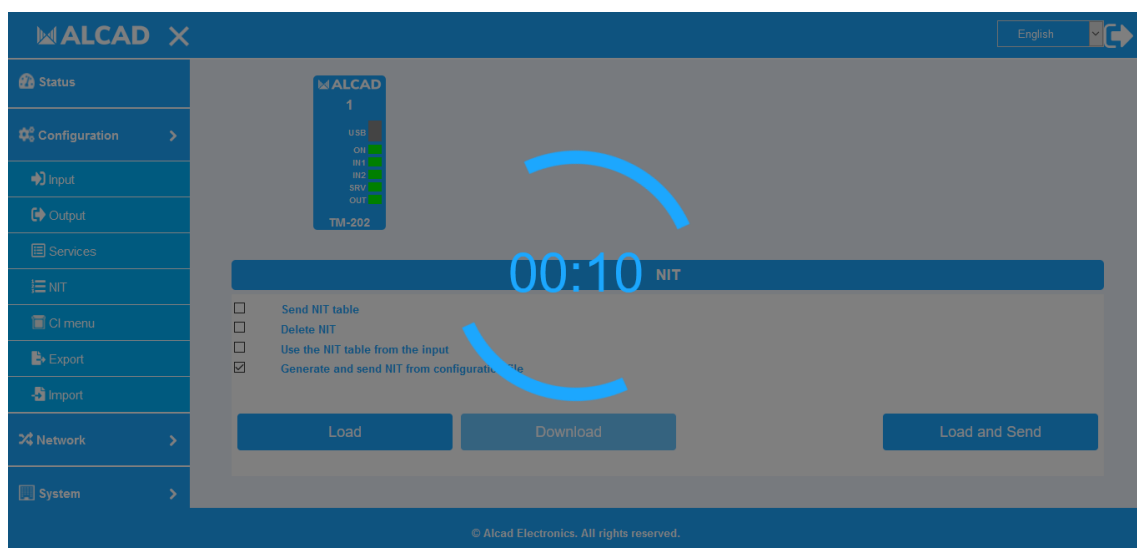 ALCAD
English
Status
Configuration
Input
Output
Services
NIT
CI menu
Export
Import
Network
System
ALCAD
1
USB
ON
IN1
IN2
SRV
OUT
TM-202
00:10
NIT
Send NIT table
Delete NIT
Use the NIT table from the input
Generate and send NIT from configuration file
Load
Download
Load and Send
© Alcad Electronics. All rights reserved.